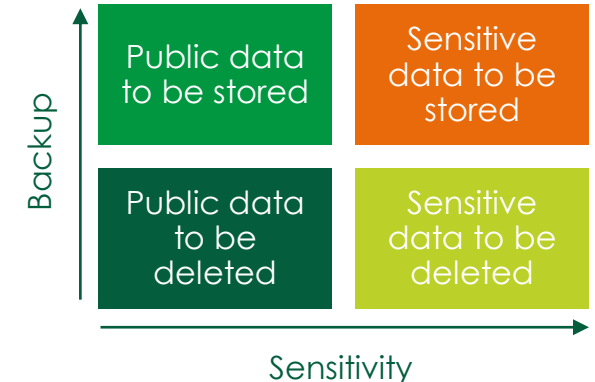 Backup
Public data
to be stored
Sensitive
data to be
stored
Public data
to be
deleted
Sensitive
data to be
deleted
Sensitivity